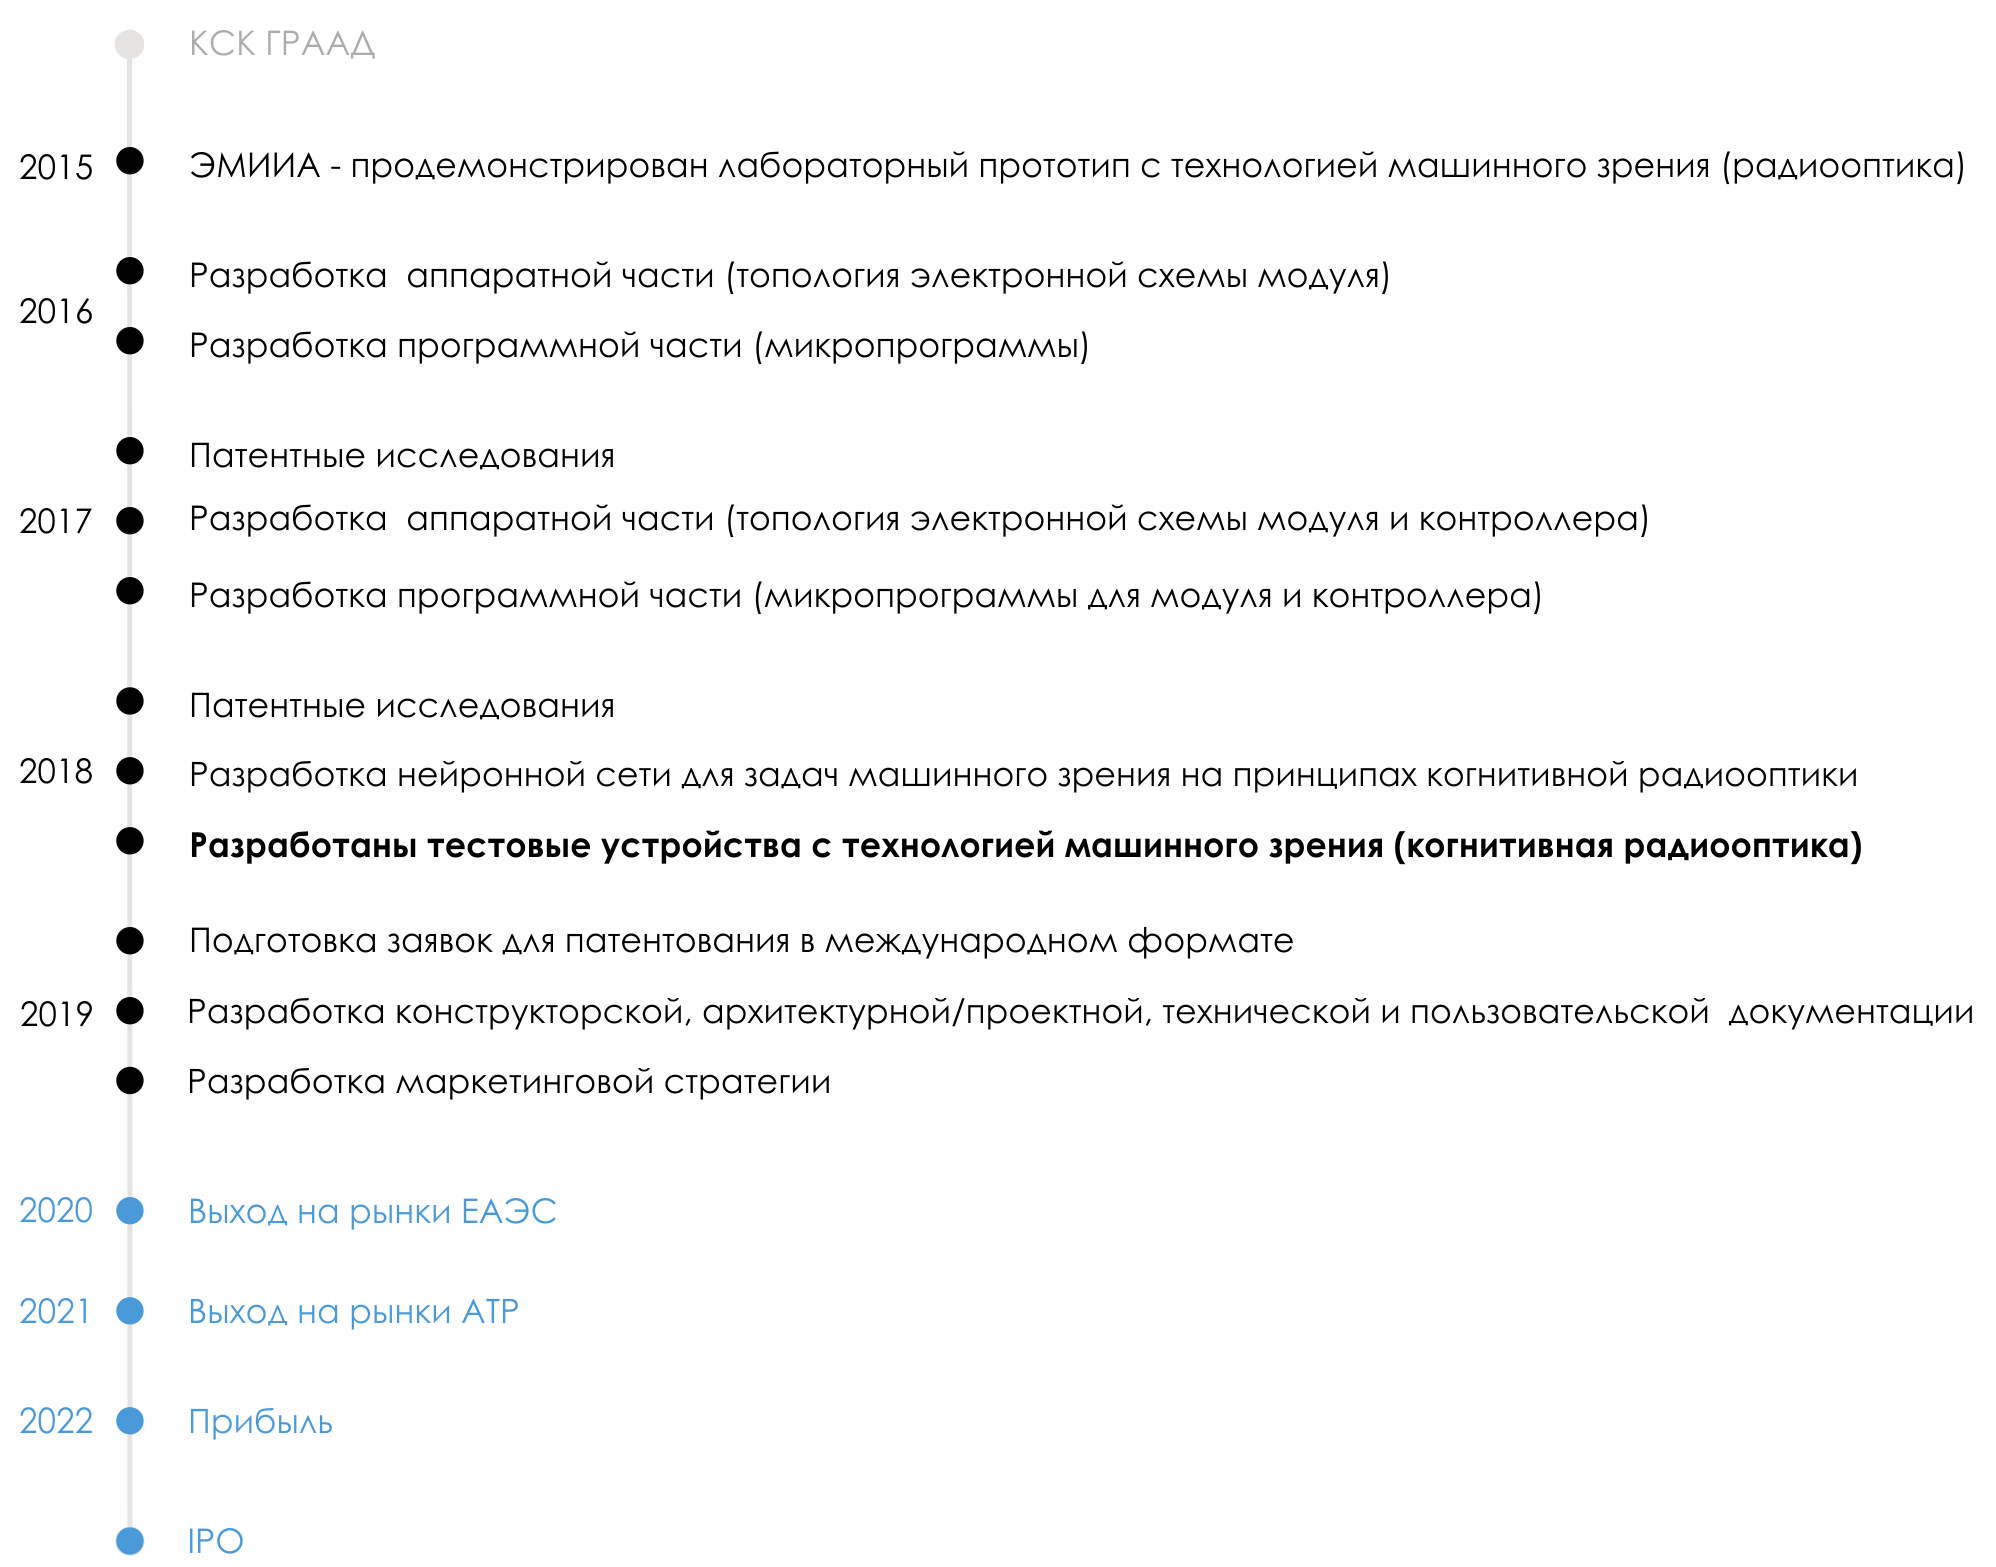 КСК ГРААД
2015 ЭМИИА - продемонстрирован лабораторный прототип с технологией машинного зрения (радиооптика)
Разработка аппаратной части (топология электронной схемы модуля)
2016
Разработка программной части (микропрограммы)
Патентные исследования
2017 Разработка аппаратной части (топология электронной схемы модуля и контроллера)
Разработка программной части (микропрограммы для модуля и контроллера)
Патентные исследования
2018 Разработка нейронной сети для задач машинного зрения на принципах когнитивной радиооптики
Разработаны тестовые устройства с технологией машинного зрения (когнитивная радиооптика)
Подготовка заявок для патентования в международном формате
2019 Разработка конструкторской, архитектурной/проектной, технической и пользовательской документации
Разработка маркетинговой стратегии
2020 Выход на рынки ЕАЭС
2021 Выход на рынки АТР
2022 Прибыль
IPO